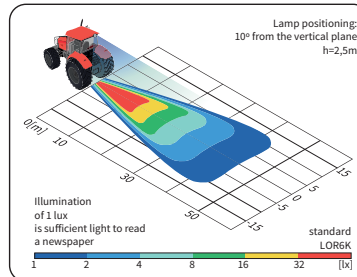 Lamp positioning:
10º from the vertical plane
h=2,5m
0[m]
10
30
50
-15
-5
0
5
15
Illumination
of 1 lux
is sufficient light to read
a newspaper
standard
LOR6K
1 2 4 8 16 32 [lx]